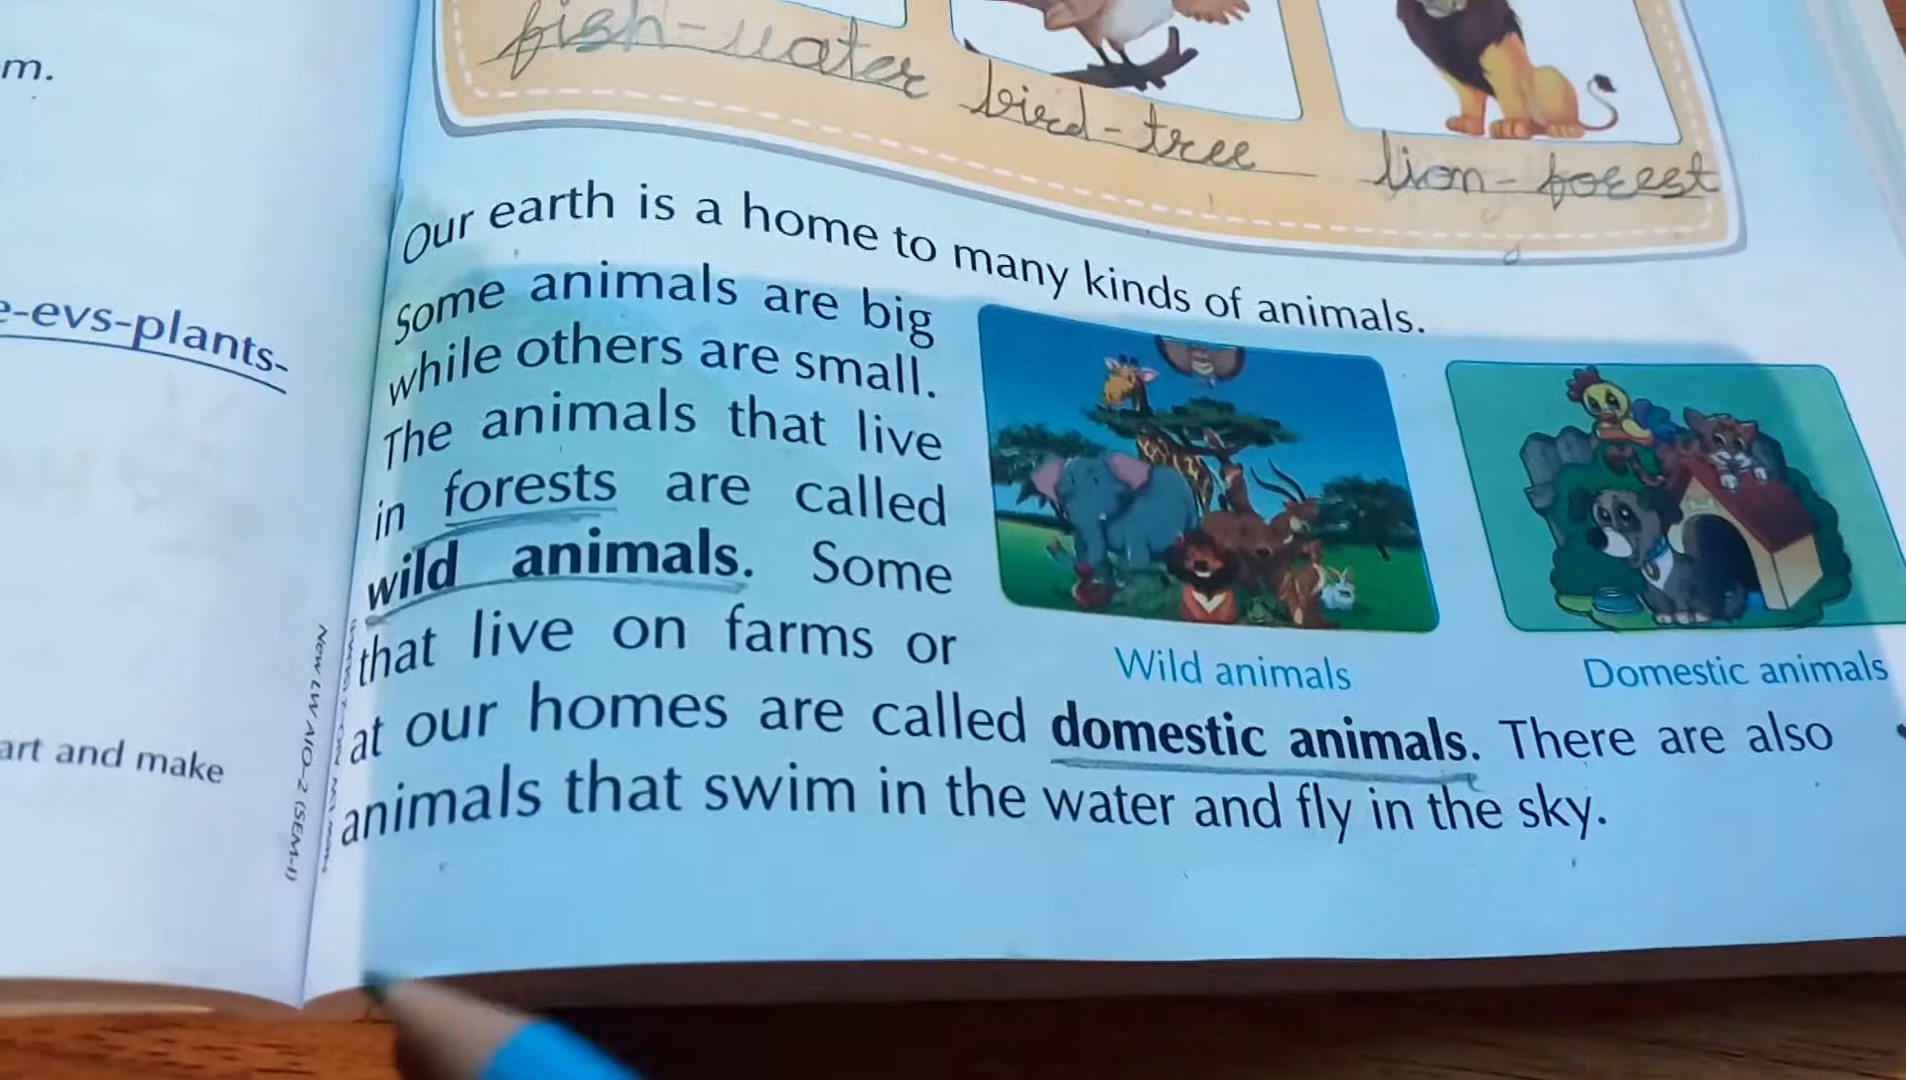 m.
e-evs-plants-
art and make
New LWV AIO-2 (SEM-I)
fish-water bird-tree lion-forest
Our earth is a home to many kinds of animals.
Some animals are big
while others are small.
The animals that live
in forests are called
wild animals. Some
that live on farms or
at our homes are called domestic animals. There are also
animals that swim in the water and fly in the sky.
Wild animals
Domestic animals